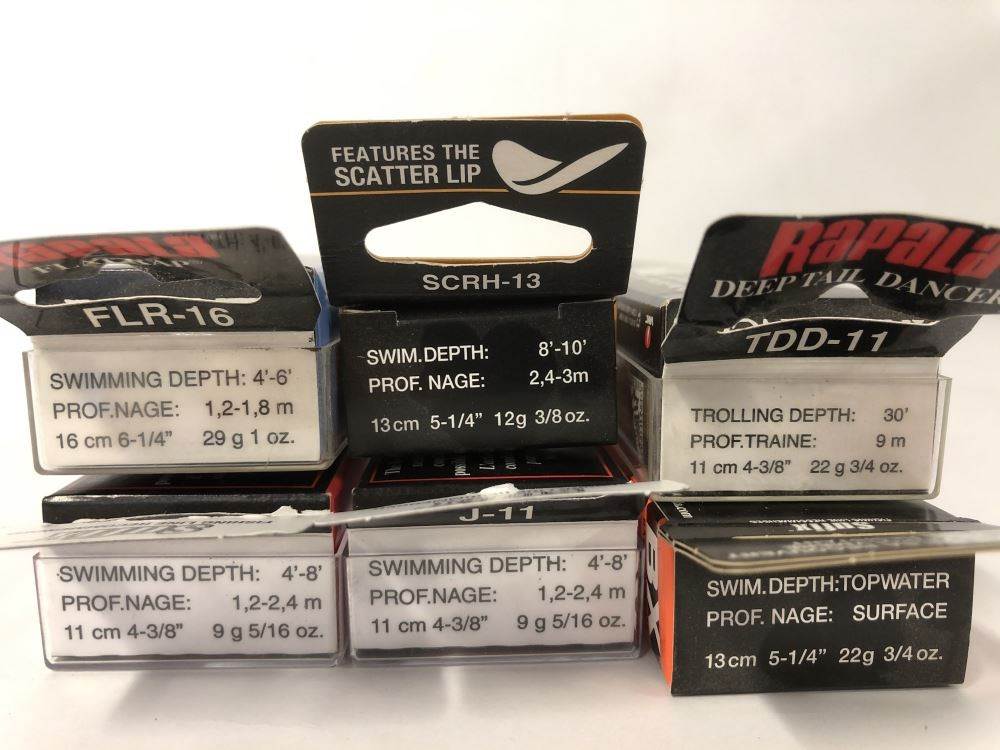 FEATURES THE
SCATTER LIP
SCRH-13
SWIM.DEPTH: 8'-10'
PROF. NAGE: 2,4-3m
13cm 5-1/4" 12g 3/8 oz.
Rapala
FLR-16
SWIMMING DEPTH: 4'-6'
PROF.NAGE: 1,2-1,8 m
16 cm 6-1/4" 29 g 1 oz.
Rapala
DEEP TAIL DANCER
TDD-11
TROLLING DEPTH: 30'
PROF.TRAINE: 9 m
11 cm 4-3/8" 22 g 3/4 oz.
SWIMMING DEPTH: 4'-8'
PROF.NAGE: 1,2-2,4 m
11 cm 4-3/8" 9 g 5/16 oz.
J-11
SWIMMING DEPTH: 4'-8'
PROF.NAGE: 1,2-2,4 m
11 cm 4-3/8" 9 g 5/16 oz.
Sufix
SWIM.DEPTH:TOPWATER
PROF. NAGE: SURFACE
13cm 5-1/4" 22g 3/4 oz.